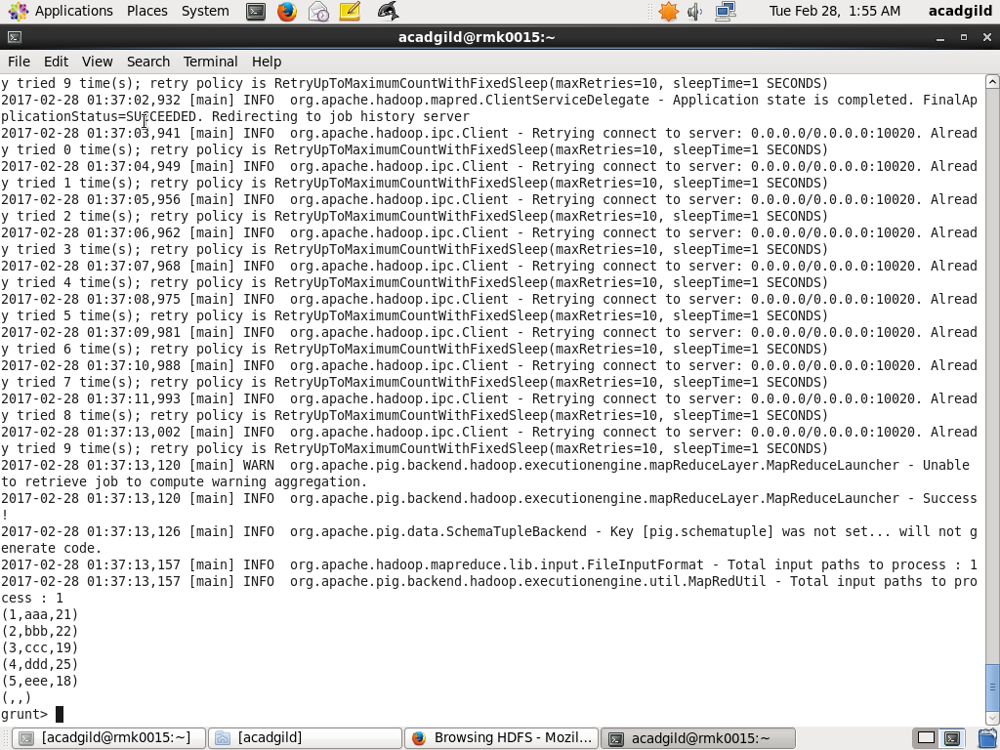 Applications Places System Tue Feb 28, 1:55 AM acadgild
acadgild@rmk0015:~
File Edit View Search Terminal Help
y tried 9 time(s); retry policy is RetryUpToMaximumCountWithFixedSleep(maxRetries=10, sleepTime=1 SECONDS)
2017-02-28 01:37:02,932 [main] INFO  org.apache.hadoop.mapred.ClientServiceDelegate - Application state is completed. FinalAp
plicationStatus=SUCCEEDED. Redirecting to job history server
2017-02-28 01:37:03,941 [main] INFO  org.apache.hadoop.ipc.Client - Retrying connect to server: 0.0.0.0/0.0.0.0:10020. Alread
y tried 0 time(s); retry policy is RetryUpToMaximumCountWithFixedSleep(maxRetries=10, sleepTime=1 SECONDS)
2017-02-28 01:37:04,949 [main] INFO  org.apache.hadoop.ipc.Client - Retrying connect to server: 0.0.0.0/0.0.0.0:10020. Alread
y tried 1 time(s); retry policy is RetryUpToMaximumCountWithFixedSleep(maxRetries=10, sleepTime=1 SECONDS)
2017-02-28 01:37:05,956 [main] INFO  org.apache.hadoop.ipc.Client - Retrying connect to server: 0.0.0.0/0.0.0.0:10020. Alread
y tried 2 time(s); retry policy is RetryUpToMaximumCountWithFixedSleep(maxRetries=10, sleepTime=1 SECONDS)
2017-02-28 01:37:06,962 [main] INFO  org.apache.hadoop.ipc.Client - Retrying connect to server: 0.0.0.0/0.0.0.0:10020. Alread
y tried 3 time(s); retry policy is RetryUpToMaximumCountWithFixedSleep(maxRetries=10, sleepTime=1 SECONDS)
2017-02-28 01:37:07,968 [main] INFO  org.apache.hadoop.ipc.Client - Retrying connect to server: 0.0.0.0/0.0.0.0:10020. Alread
y tried 4 time(s); retry policy is RetryUpToMaximumCountWithFixedSleep(maxRetries=10, sleepTime=1 SECONDS)
2017-02-28 01:37:08,975 [main] INFO  org.apache.hadoop.ipc.Client - Retrying connect to server: 0.0.0.0/0.0.0.0:10020. Alread
y tried 5 time(s); retry policy is RetryUpToMaximumCountWithFixedSleep(maxRetries=10, sleepTime=1 SECONDS)
2017-02-28 01:37:09,981 [main] INFO  org.apache.hadoop.ipc.Client - Retrying connect to server: 0.0.0.0/0.0.0.0:10020. Alread
y tried 6 time(s); retry policy is RetryUpToMaximumCountWithFixedSleep(maxRetries=10, sleepTime=1 SECONDS)
2017-02-28 01:37:10,988 [main] INFO  org.apache.hadoop.ipc.Client - Retrying connect to server: 0.0.0.0/0.0.0.0:10020. Alread
y tried 7 time(s); retry policy is RetryUpToMaximumCountWithFixedSleep(maxRetries=10, sleepTime=1 SECONDS)
2017-02-28 01:37:11,993 [main] INFO  org.apache.hadoop.ipc.Client - Retrying connect to server: 0.0.0.0/0.0.0.0:10020. Alread
y tried 8 time(s); retry policy is RetryUpToMaximumCountWithFixedSleep(maxRetries=10, sleepTime=1 SECONDS)
2017-02-28 01:37:13,002 [main] INFO  org.apache.hadoop.ipc.Client - Retrying connect to server: 0.0.0.0/0.0.0.0:10020. Alread
y tried 9 time(s); retry policy is RetryUpToMaximumCountWithFixedSleep(maxRetries=10, sleepTime=1 SECONDS)
2017-02-28 01:37:13,120 [main] WARN  org.apache.pig.backend.hadoop.executionengine.mapReduceLayer.MapReduceLauncher - Unable
to retrieve job to compute warning aggregation.
2017-02-28 01:37:13,120 [main] INFO  org.apache.pig.backend.hadoop.executionengine.mapReduceLayer.MapReduceLauncher - Success
!
2017-02-28 01:37:13,126 [main] INFO  org.apache.pig.data.SchemaTupleBackend - Key [pig.schematuple] was not set... will not g
enerate code.
2017-02-28 01:37:13,157 [main] INFO  org.apache.hadoop.mapreduce.lib.input.FileInputFormat - Total input paths to process : 1
2017-02-28 01:37:13,157 [main] INFO  org.apache.pig.backend.hadoop.executionengine.util.MapRedUtil - Total input paths to pro
cess : 1
(1,aaa,21)
(2,bbb,22)
(3,ccc,19)
(4,ddd,25)
(5,eee,18)
(,,)
grunt>
[acadgild@rmk0015:~] [acadgild] Browsing HDFS - Mozil... acadgild@rmk0015:~